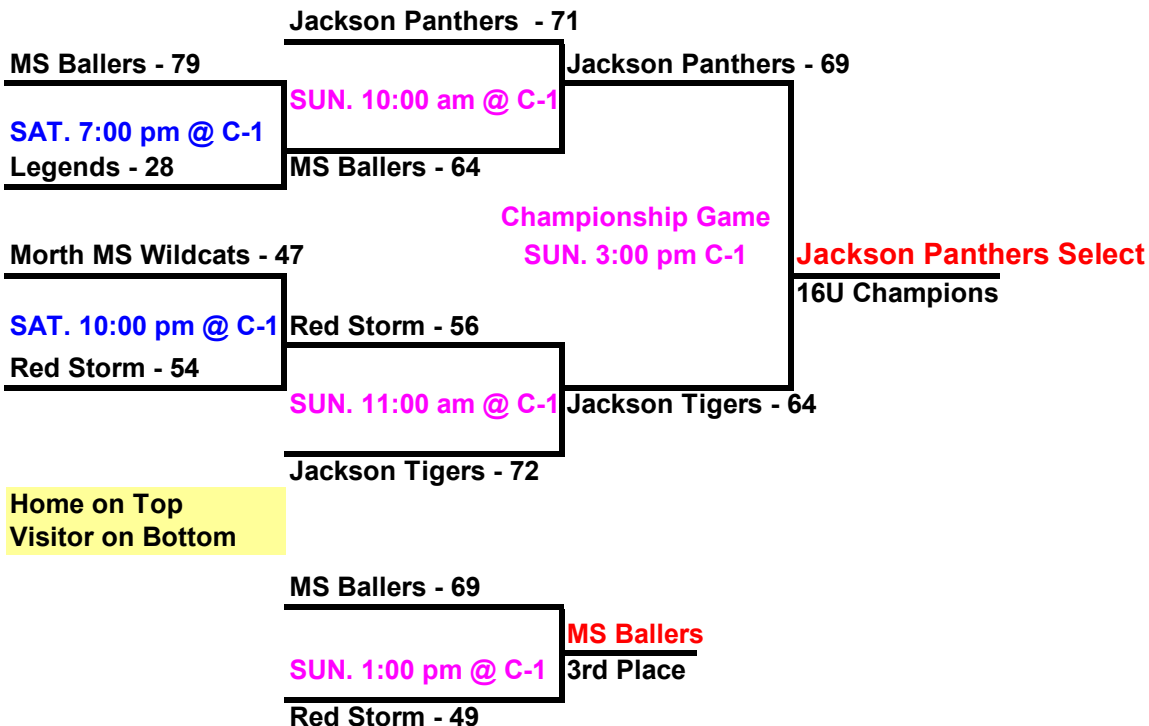 Jackson Panthers - 71
MS Ballers - 79
Jackson Panthers - 69
SUN. 10:00 am @ C-1
SAT. 7:00 pm @ C-1
Legends - 28
MS Ballers - 64
Championship Game
SUN. 3:00 pm C-1
Morth MS Wildcats - 47
Jackson Panthers Select
16U Champions
SAT. 10:00 pm @ C-1
Red Storm - 56
Red Storm - 54
SUN. 11:00 am @ C-1
Jackson Tigers - 64
Jackson Tigers - 72
Home on Top
Visitor on Bottom
MS Ballers - 69
MS Ballers
3rd Place
SUN. 1:00 pm @ C-1
Red Storm - 49